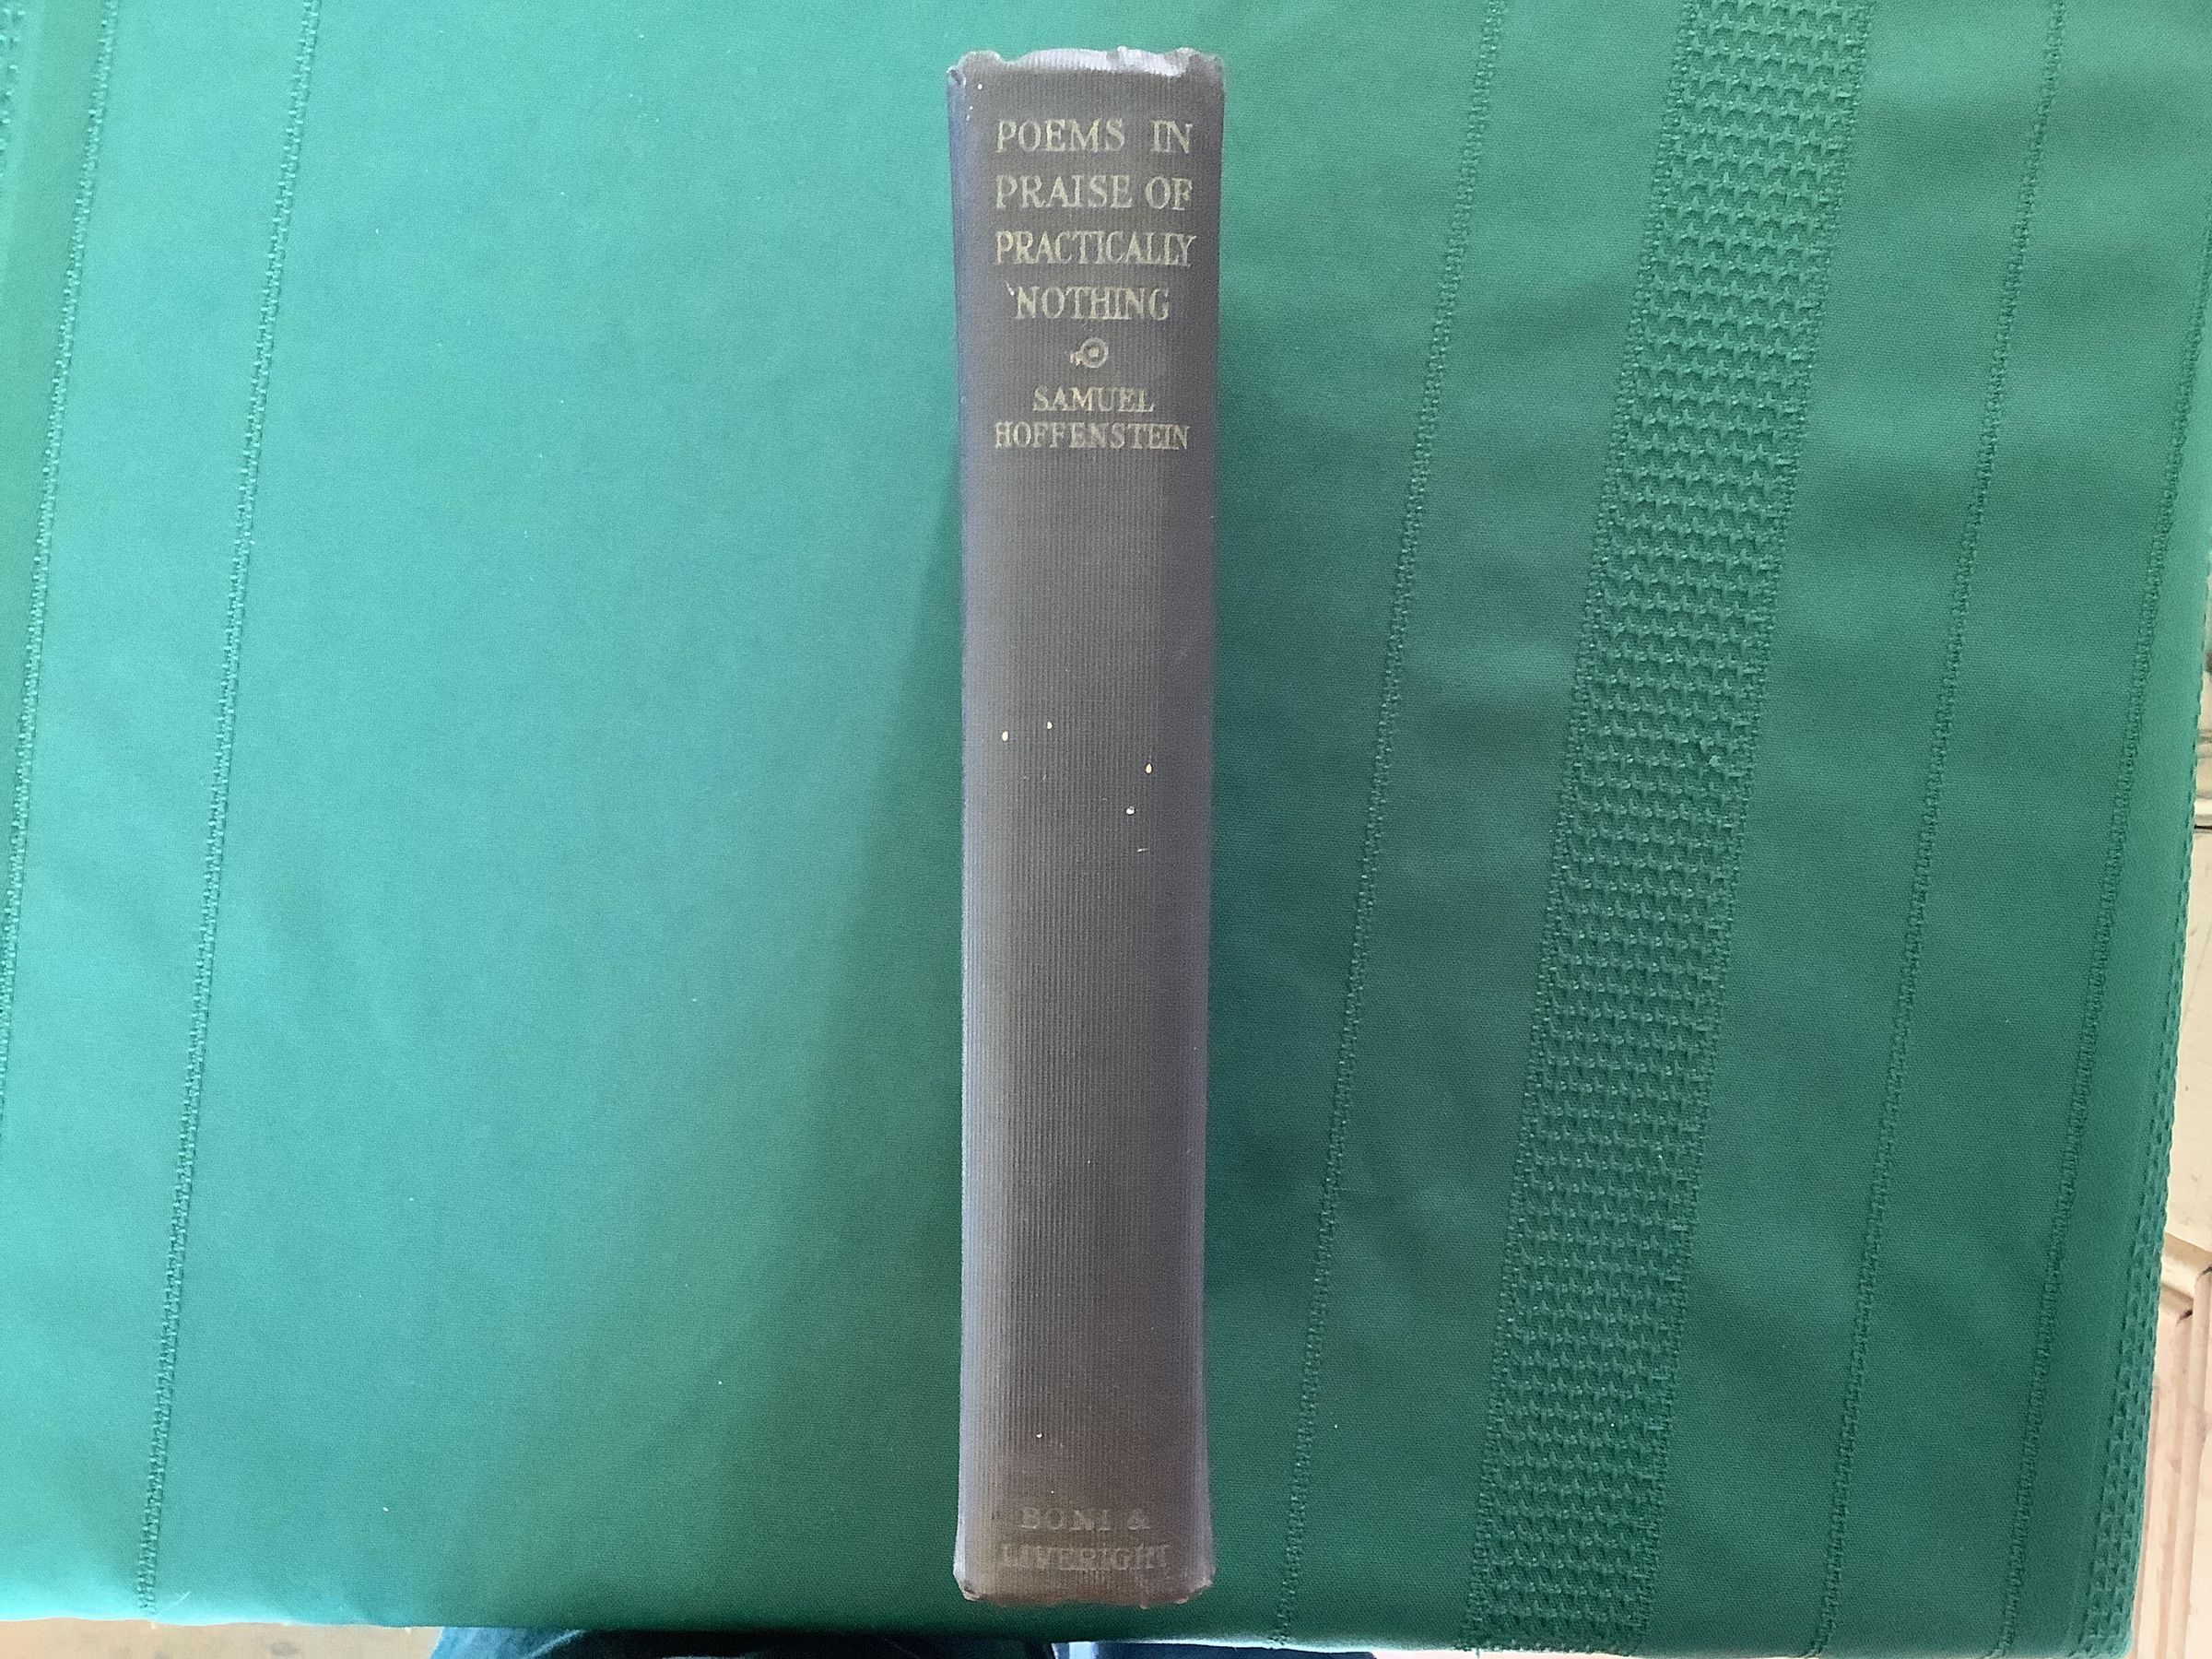 POEMS IN
PRAISE OF
PRACTICALLY
NOTHING
SAMUEL
HOFFENSTEIN
BONI &
LIVERIGHT